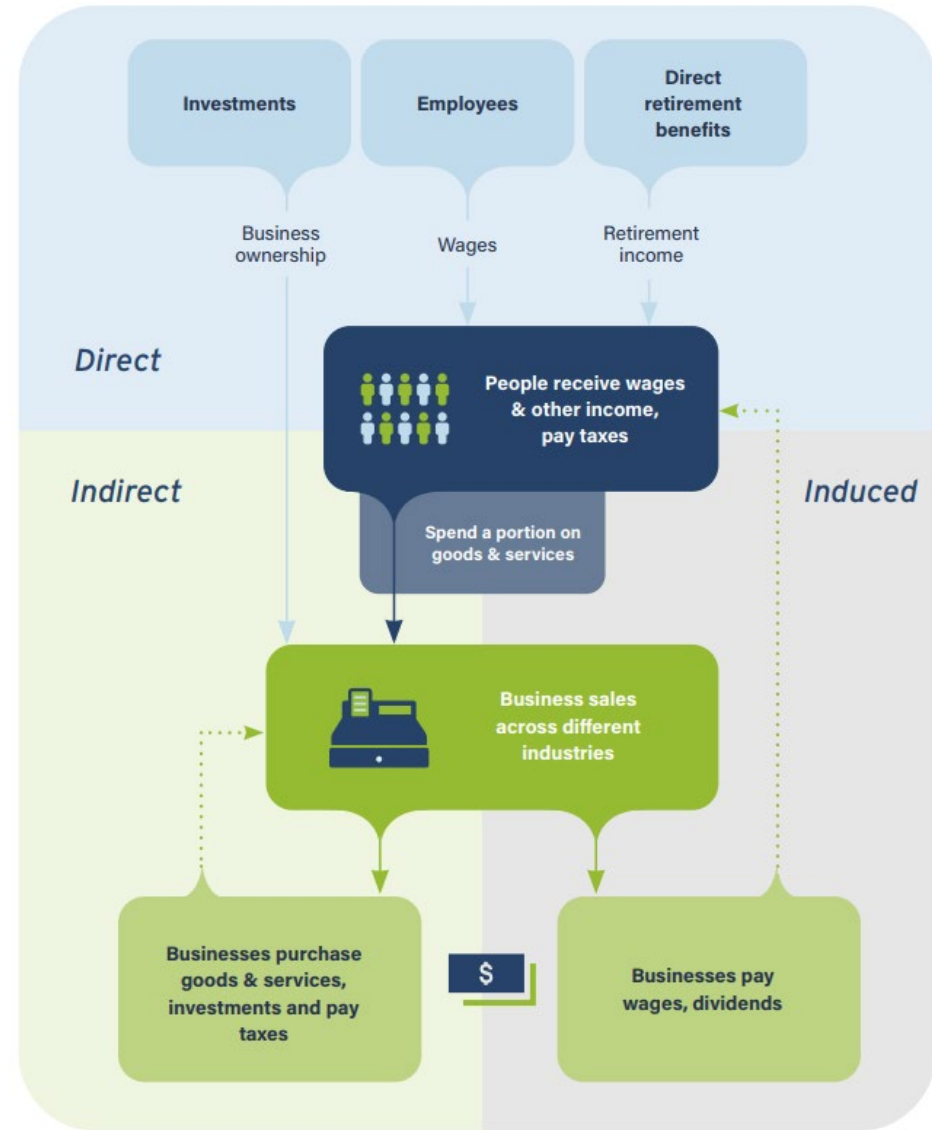 Investments
Employees
Direct
retirement
benefits
Business
ownership
Wages
Retirement
income
Direct
People receive wages
& other income,
pay taxes
Indirect
Induced
Spend a portion on
goods & services
Business sales
across different
industries
Businesses purchase
goods & services,
investments and pay
taxes
$
Businesses pay
wages, dividends